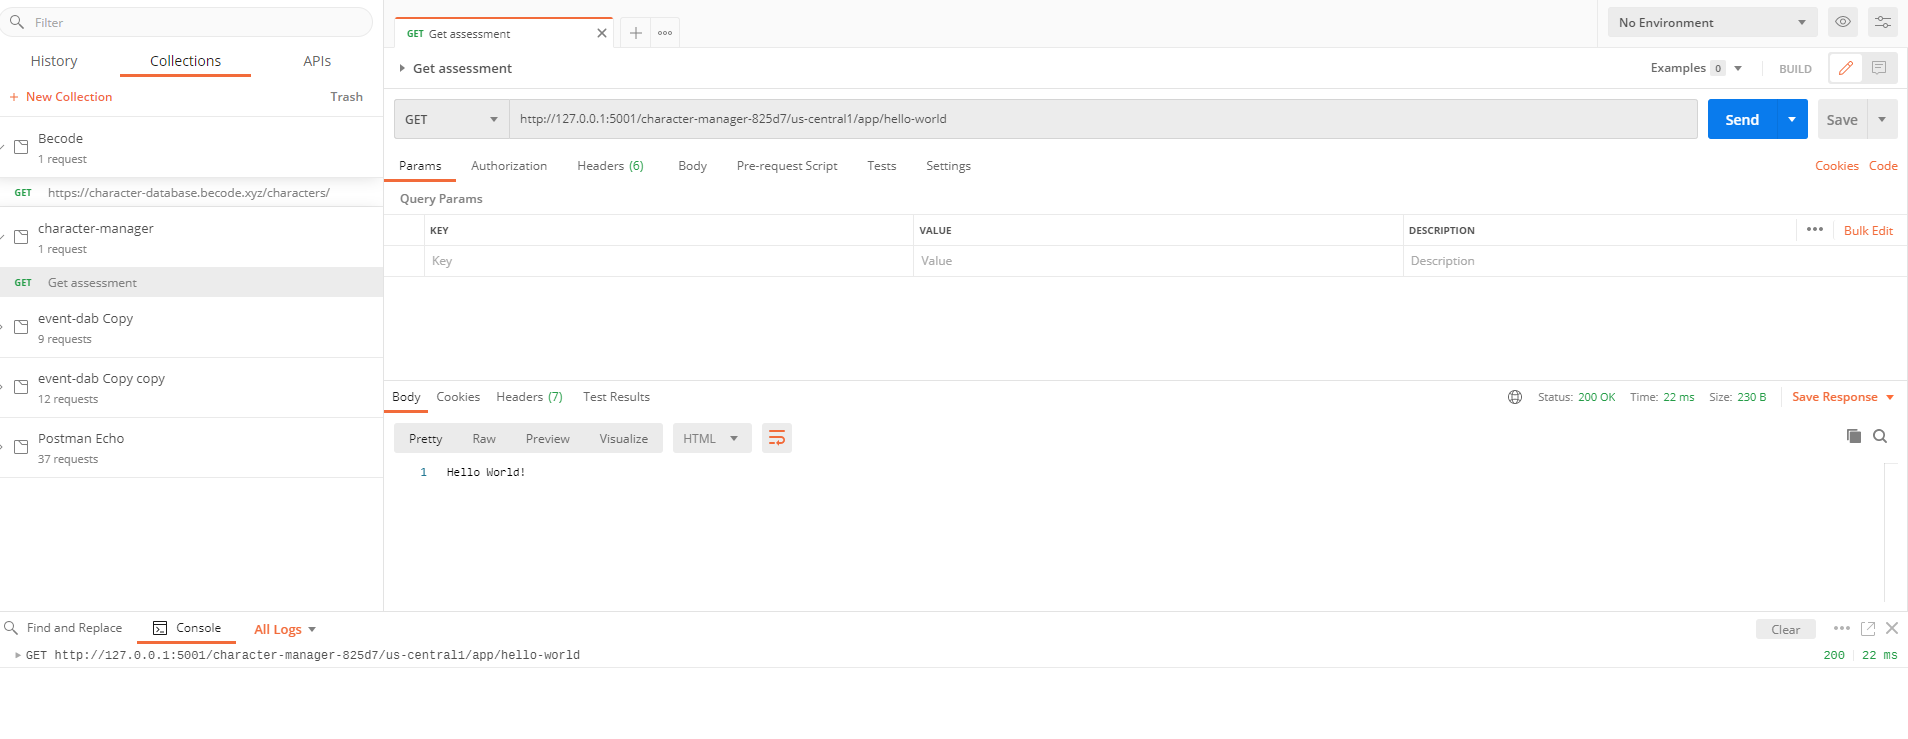 Filter
History Collections APIs
+ New Collection Trash
Becode
1 request
GET https://character-database.becode.xyz/characters/
character-manager
1 request
GET Get assessment
event-dab Copy
9 requests
event-dab Copy copy
12 requests
Postman Echo
37 requests
GET Get assessment
No Environment
Get assessment
Examples 0 BUILD
GET http://127.0.0.1:5001/character-manager-825d7/us-central1/app/hello-world Send Save
Params Authorization Headers (6) Body Pre-request Script Tests Settings Cookies Code
Query Params
KEY VALUE DESCRIPTION Bulk Edit
Key Value Description
Body Cookies Headers (7) Test Results Status: 200 OK Time: 22 ms Size: 230 B Save Response
Pretty Raw Preview Visualize HTML
1 Hello World!
Find and Replace Console All Logs Clear
GET http://127.0.0.1:5001/character-manager-825d7/us-central1/app/hello-world 200 22 ms